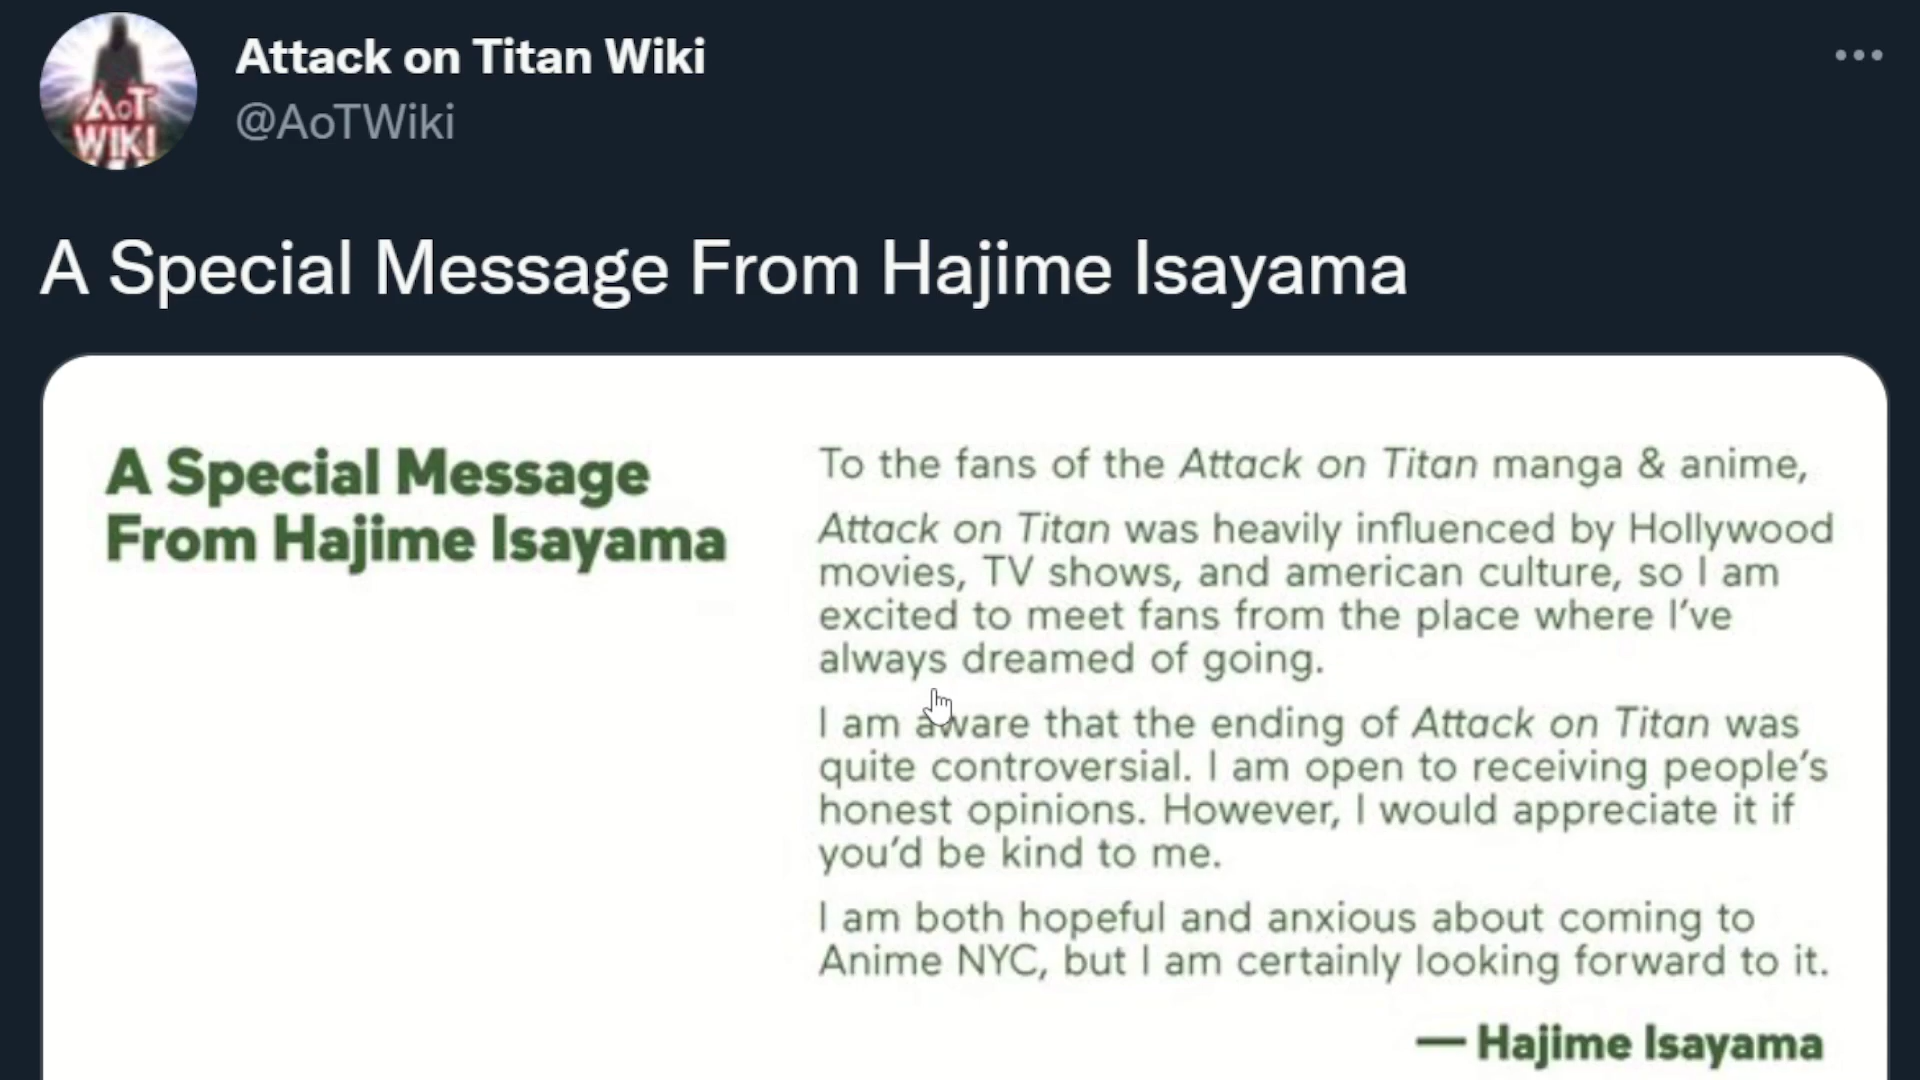 AoT
WIKI
Attack on Titan Wiki
@AoTWiki
A Special Message From Hajime Isayama
A Special Message
From Hajime Isayama
To the fans of the Attack on Titan manga & anime,
Attack on Titan was heavily influenced by Hollywood
movies, TV shows, and american culture, so I am
excited to meet fans from the place where I've
always dreamed of going.
I am aware that the ending of Attack on Titan was
quite controversial. I am open to receiving people's
honest opinions. However, I would appreciate it if
you'd be kind to me.
I am both hopeful and anxious about coming to
Anime NYC, but I am certainly looking forward to it.
— Hajime Isayama